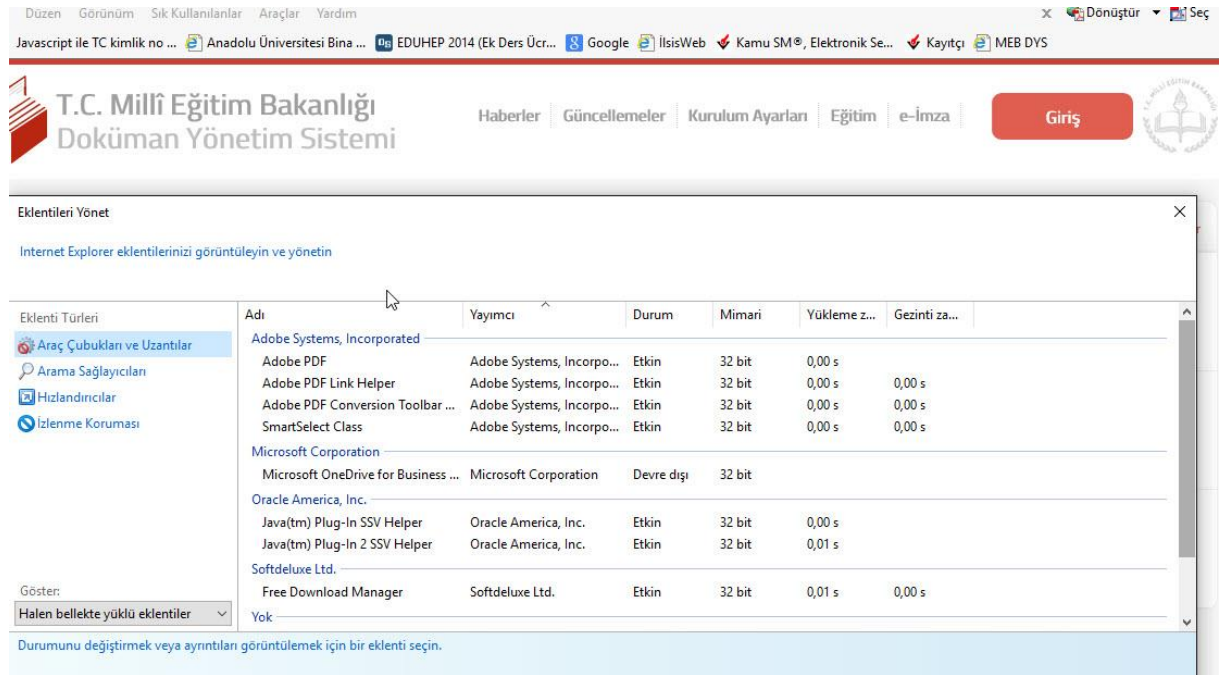 Düzen Görünüm Sık Kullanılanlar Araçlar Yardım x Dönüştür Seç
Javascript ile TC kimlik no ... Anadolu Üniversitesi Bina ... EDUHEP 2014 (Ek Ders Ücr... Google İlsisWeb Kamu SM®, Elektronik Se... Kayıtçı MEB DYS
T.C. Millî Eğitim Bakanlığı
Doküman Yönetim Sistemi
Haberler Güncellemeler Kurulum Ayarları Eğitim e-İmza Giriş
Eklentileri Yönet
Internet Explorer eklentilerinizi görüntüleyin ve yönetin
Eklenti Türleri
Araç Çubukları ve Uzantılar
Arama Sağlayıcıları
Hızlandırıcılar
İzlenme Koruması
Adı Yayımcı Durum Mimari Yükleme z... Gezinti za...
Adobe Systems, Incorporated
Adobe PDF Adobe Systems, Incorpo... Etkin 32 bit 0,00 s
Adobe PDF Link Helper Adobe Systems, Incorpo... Etkin 32 bit 0,00 s 0,00 s
Adobe PDF Conversion Toolbar ... Adobe Systems, Incorpo... Etkin 32 bit 0,00 s 0,00 s
SmartSelect Class Adobe Systems, Incorpo... Etkin 32 bit 0,00 s 0,00 s
Microsoft Corporation
Microsoft OneDrive for Business ... Microsoft Corporation Devre dışı 32 bit
Oracle America, Inc.
Java(tm) Plug-In SSV Helper Oracle America, Inc. Etkin 32 bit 0,00 s
Java(tm) Plug-In 2 SSV Helper Oracle America, Inc. Etkin 32 bit 0,01 s
Softdeluxe Ltd.
Free Download Manager Softdeluxe Ltd. Etkin 32 bit 0,01 s 0,00 s
Yok
Göster:
Halen bellekte yüklü eklentiler
Durumunu değiştirmek veya ayrıntıları görüntülemek için bir eklenti seçin.